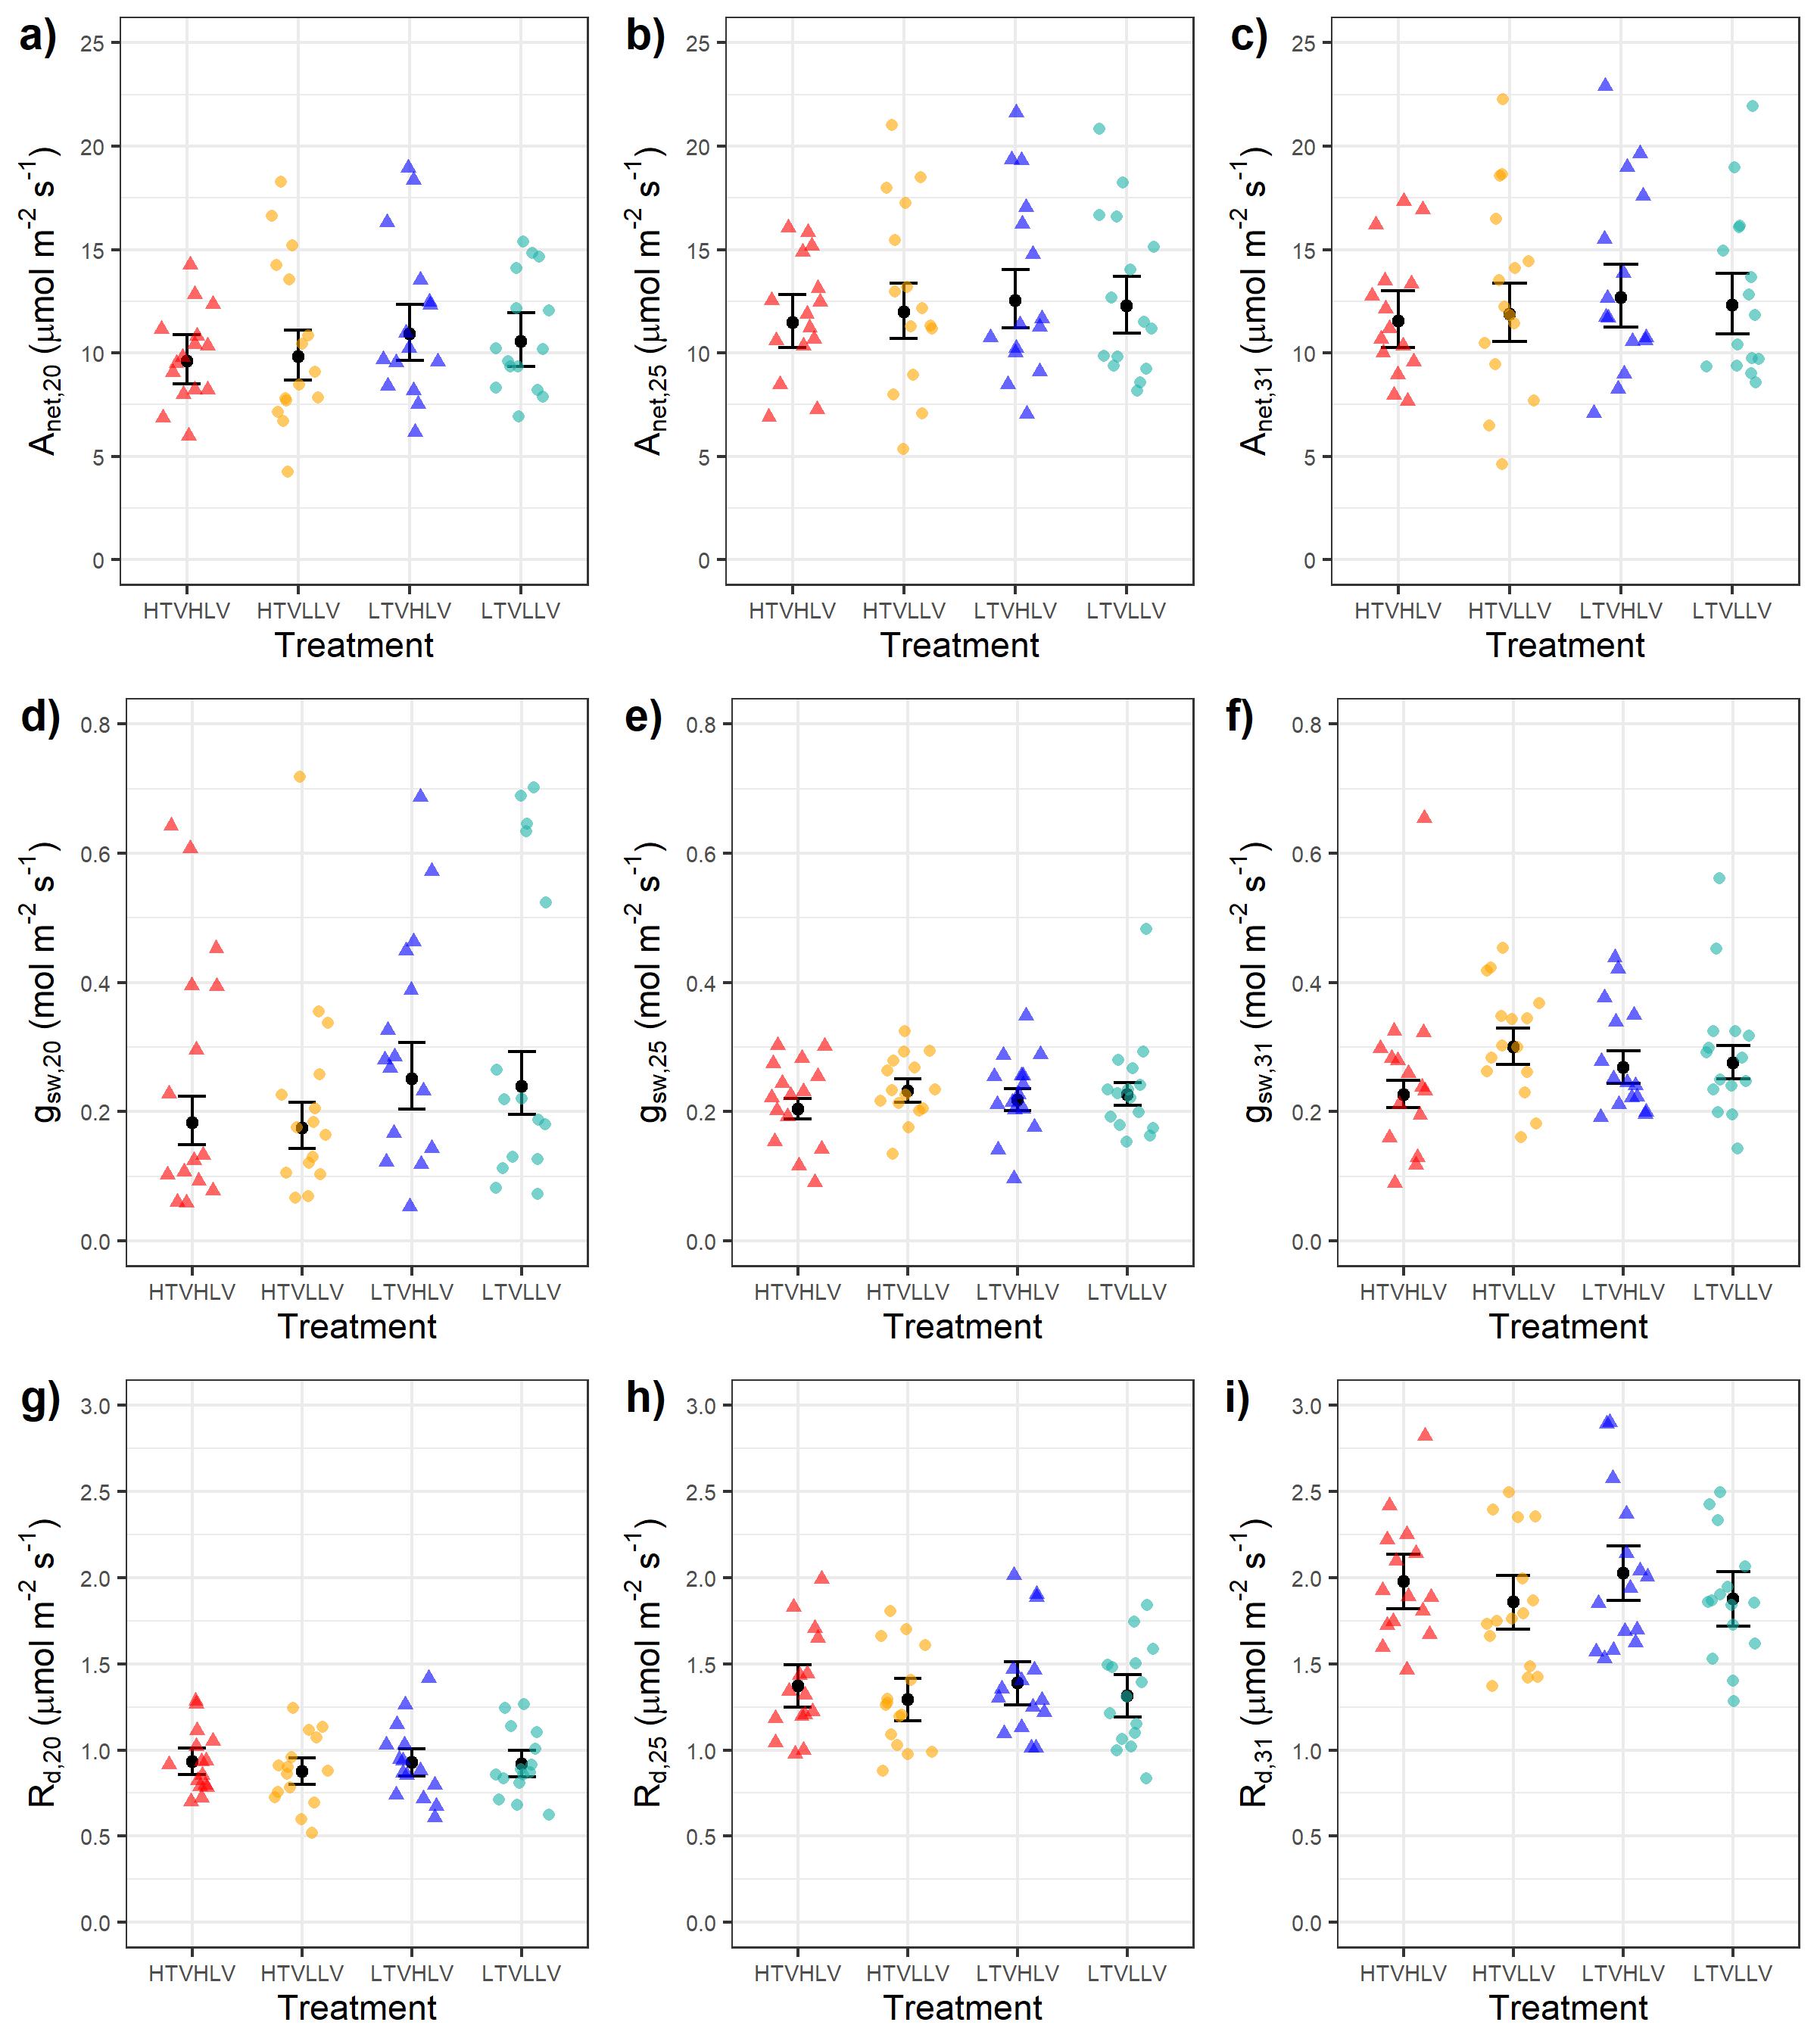 a)
25
20
15
10
5
0
Anet,20 (μmol m-2 s-1)
HTVHLV HTVLLV LTVHLV LTVLLV
Treatment
b)
25
20
15
10
5
0
Anet,25 (μmol m-2 s-1)
HTVHLV HTVLLV LTVHLV LTVLLV
Treatment
c)
25
20
15
10
5
0
Anet,31 (μmol m-2 s-1)
HTVHLV HTVLLV LTVHLV LTVLLV
Treatment
d)
0.8
0.6
0.4
0.2
0.0
gsw,20 (mol m-2 s-1)
HTVHLV HTVLLV LTVHLV LTVLLV
Treatment
e)
0.8
0.6
0.4
0.2
0.0
gsw,25 (mol m-2 s-1)
HTVHLV HTVLLV LTVHLV LTVLLV
Treatment
f)
0.8
0.6
0.4
0.2
0.0
gsw,31 (mol m-2 s-1)
HTVHLV HTVLLV LTVHLV LTVLLV
Treatment
g)
3.0
2.5
2.0
1.5
1.0
0.5
0.0
Rd,20 (μmol m-2 s-1)
HTVHLV HTVLLV LTVHLV LTVLLV
Treatment
h)
3.0
2.5
2.0
1.5
1.0
0.5
0.0
Rd,25 (μmol m-2 s-1)
HTVHLV HTVLLV LTVHLV LTVLLV
Treatment
i)
3.0
2.5
2.0
1.5
1.0
0.5
0.0
Rd,31 (μmol m-2 s-1)
HTVHLV HTVLLV LTVHLV LTVLLV
Treatment